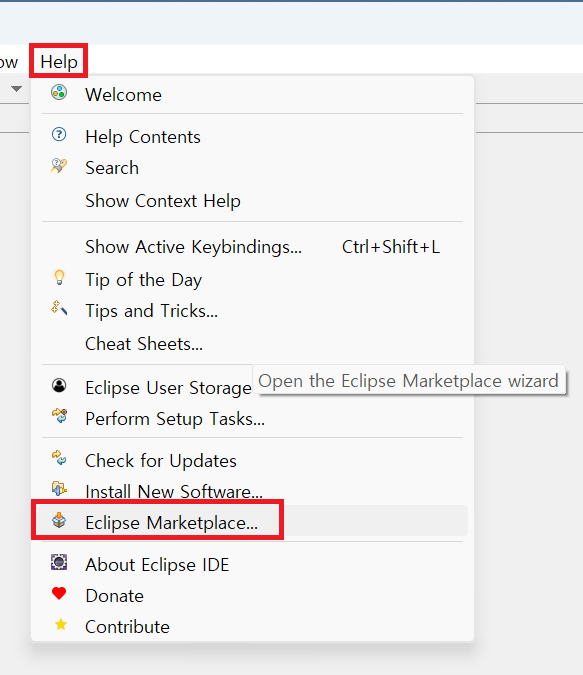 ow Help
Welcome
Help Contents
Search
Show Context Help
Show Active Keybindings... Ctrl+Shift+L
Tip of the Day
Tips and Tricks...
Cheat Sheets...
Eclipse User Storage
Open the Eclipse Marketplace wizard
Perform Setup Tasks...
Check for Updates
Install New Software...
Eclipse Marketplace...
About Eclipse IDE
Donate
Contribute